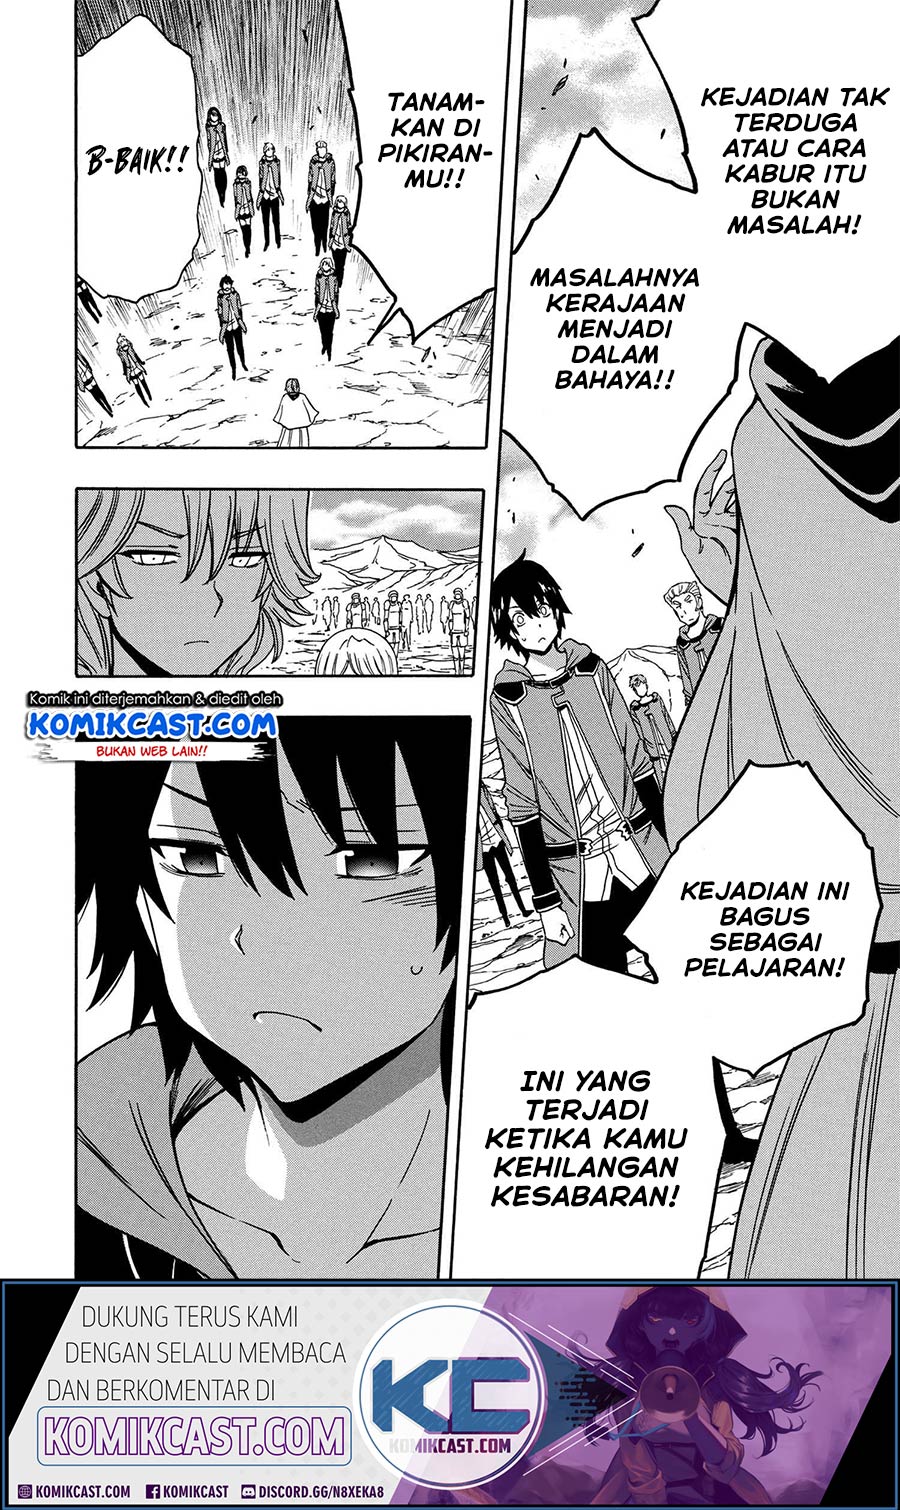 KEJADIAN TAK
TERDUGA
ATAU CARA
KABUR ITU
BUKAN
MASALAH!
MASALAHNYA
KERAJAAN
MENJADI
DALAM
BAHAYA!!
KEJADIAN INI
BAGUS
SEBAGAI
PELAJARAN!
INI YANG
TERJADI
KETIKA KAMU
KEHILANGAN
KESABARAN!
TANAM-
KAN DI
PIKIRAN-
MU!!
B-BAIK!!
Komik ini diterjemahkan & diedit oleh
KOMIKCAST.COM
BUKAN WEB LAIN!!
DUKUNG TERUS KAMI
DENGAN SELALU MEMBACA
DAN BERKOMENTAR DI
KOMIKCAST.COM
KC
KOMIKCAST.COM
KOMIKCAST.COM KOMIKCAST DISCORD.GG/N8XEKA8